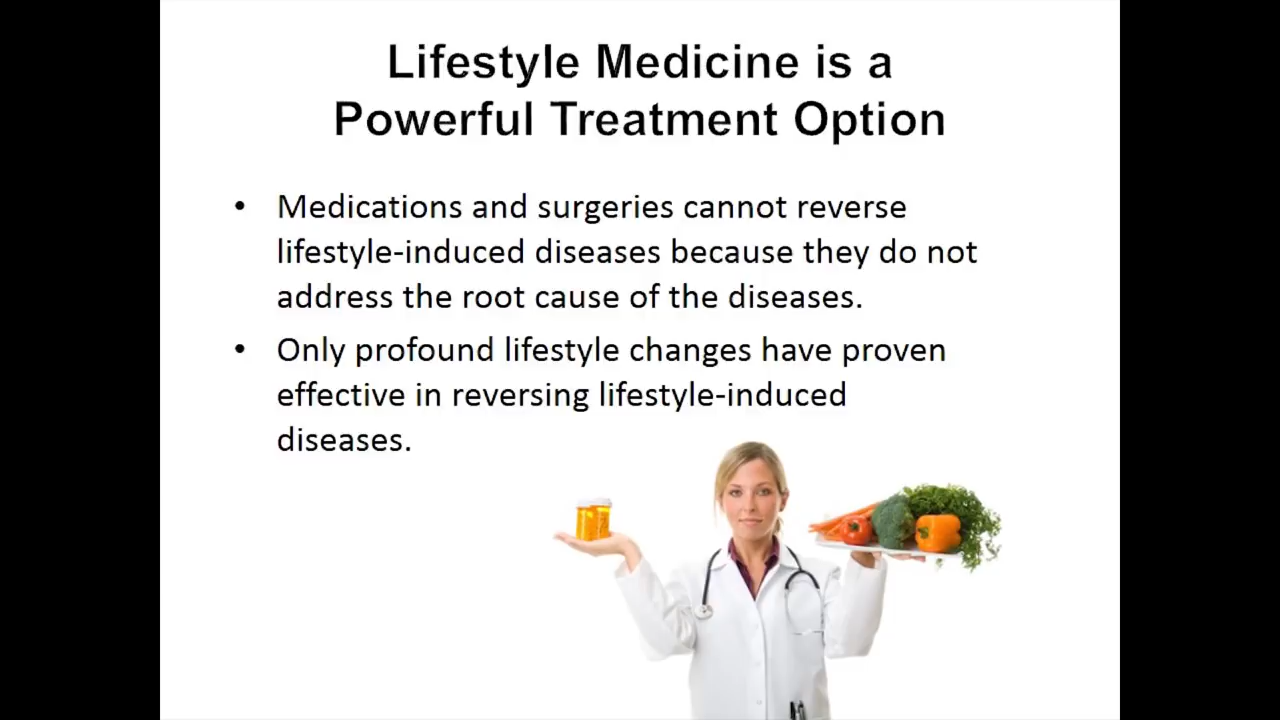 Lifestyle Medicine is a
Powerful Treatment Option
• Medications and surgeries cannot reverse
lifestyle-induced diseases because they do not
address the root cause of the diseases.
• Only profound lifestyle changes have proven
effective in reversing lifestyle-induced
diseases.